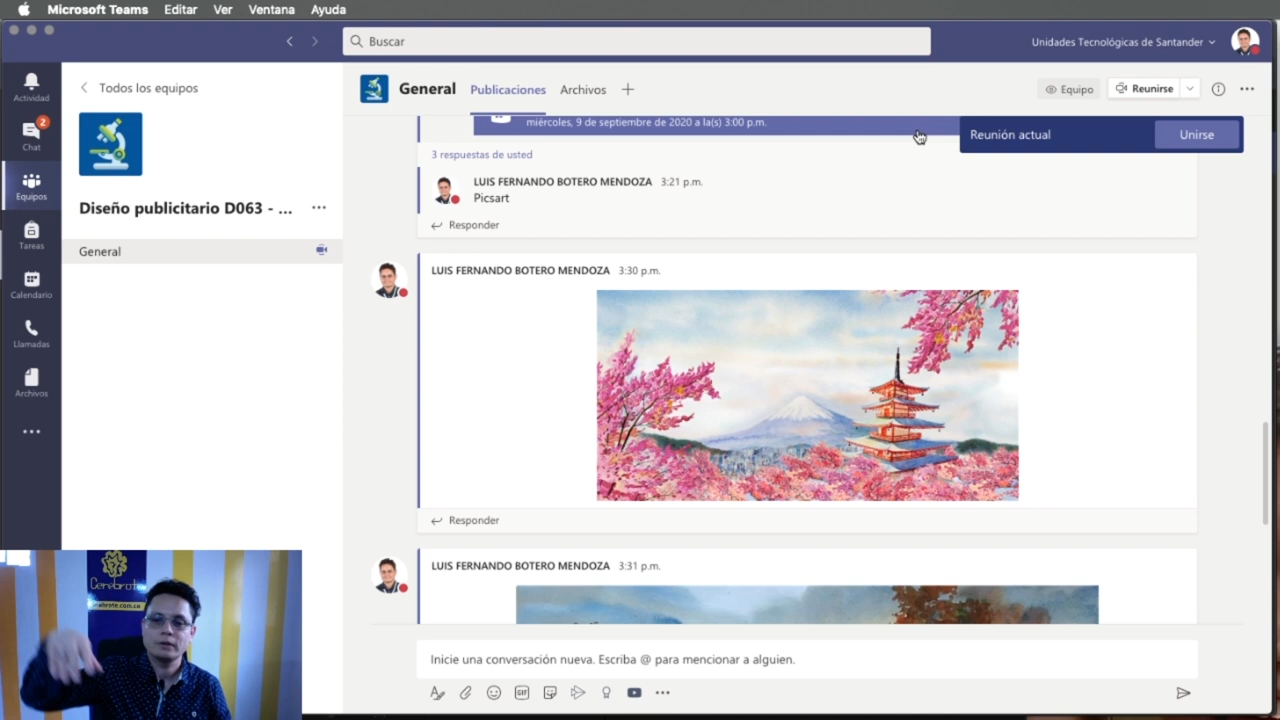 Microsoft Teams Editar Ver Ventana Ayuda
Buscar
Unidades Tecnológicas de Santander
Actividad
2
Chat
Equipos
Tareas
Calendario
Llamadas
Archivos
Todos los equipos
Diseño publicitario D063 - ...
General
General Publicaciones Archivos
Equipo
Reunirse
miércoles, 9 de septiembre de 2020 a la(s) 3:00 p.m.
Reunión actual
Unirse
3 respuestas de usted
LUIS FERNANDO BOTERO MENDOZA 3:21 p.m.
Picsart
Responder
LUIS FERNANDO BOTERO MENDOZA 3:30 p.m.
Responder
LUIS FERNANDO BOTERO MENDOZA 3:31 p.m.
Inicie una conversación nueva. Escriba @ para mencionar a alguien.
GIF
Cerebrote